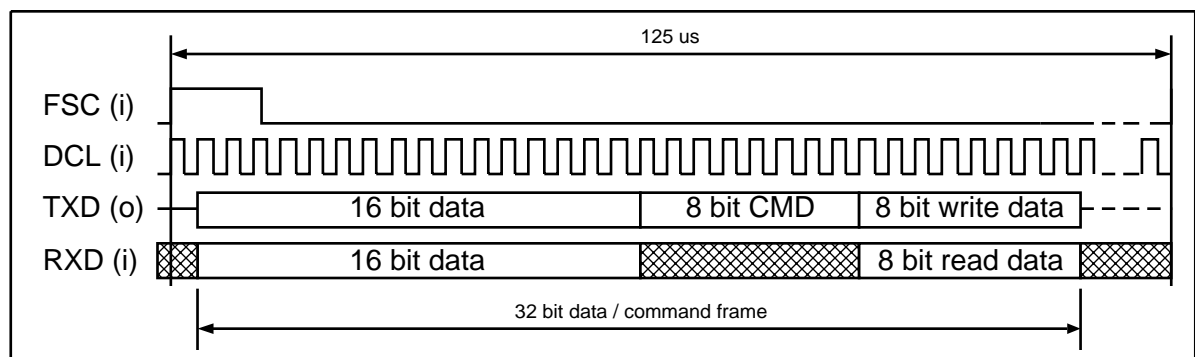 125 us
FSC (i)
DCL (i)
TXD (o) 16 bit data 8 bit CMD 8 bit write data
RXD (i) 16 bit data 8 bit read data
32 bit data / command frame